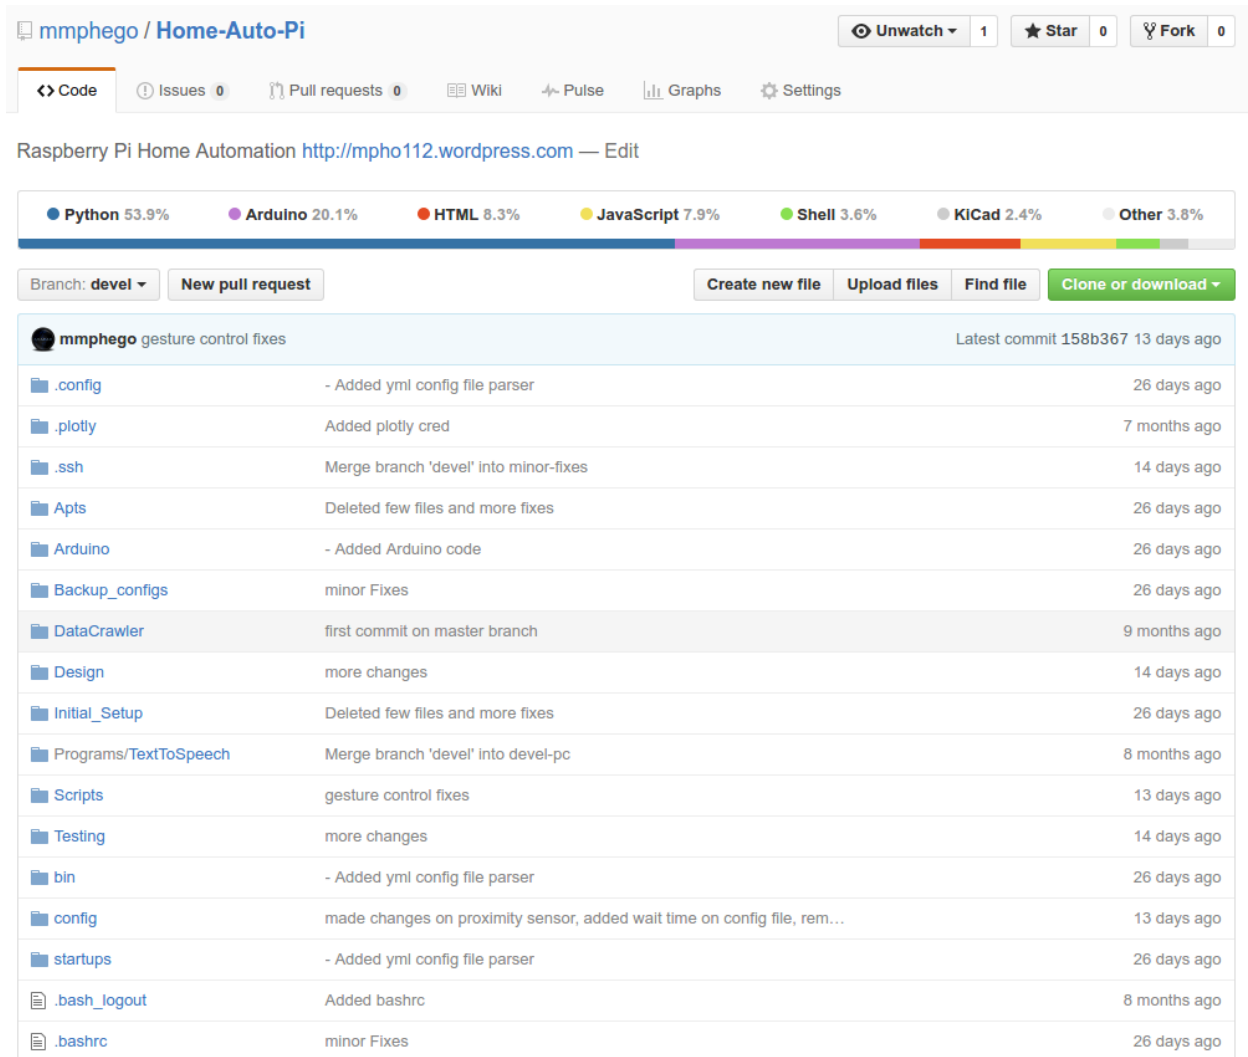 mmphego / Home-Auto-Pi
Unwatch 1 Star 0 Fork 0
Code Issues 0 Pull requests 0 Wiki Pulse Graphs Settings
Raspberry Pi Home Automation http://mpho112.wordpress.com — Edit
Python 53.9% Arduino 20.1% HTML 8.3% JavaScript 7.9% Shell 3.6% KiCad 2.4% Other 3.8%
Branch: devel New pull request Create new file Upload files Find file Clone or download
mmphego gesture control fixes Latest commit 158b367 13 days ago
.config - Added yml config file parser 26 days ago
.plotly Added plotly cred 7 months ago
.ssh Merge branch 'devel' into minor-fixes 14 days ago
Apts Deleted few files and more fixes 26 days ago
Arduino - Added Arduino code 26 days ago
Backup_configs minor Fixes 26 days ago
DataCrawler first commit on master branch 9 months ago
Design more changes 14 days ago
Initial_Setup Deleted few files and more fixes 26 days ago
Programs/TextToSpeech Merge branch 'devel' into devel-pc 8 months ago
Scripts gesture control fixes 13 days ago
Testing more changes 14 days ago
bin - Added yml config file parser 26 days ago
config made changes on proximity sensor, added wait time on config file, rem… 13 days ago
startups - Added yml config file parser 26 days ago
.bash_logout Added bashrc 8 months ago
.bashrc minor Fixes 26 days ago